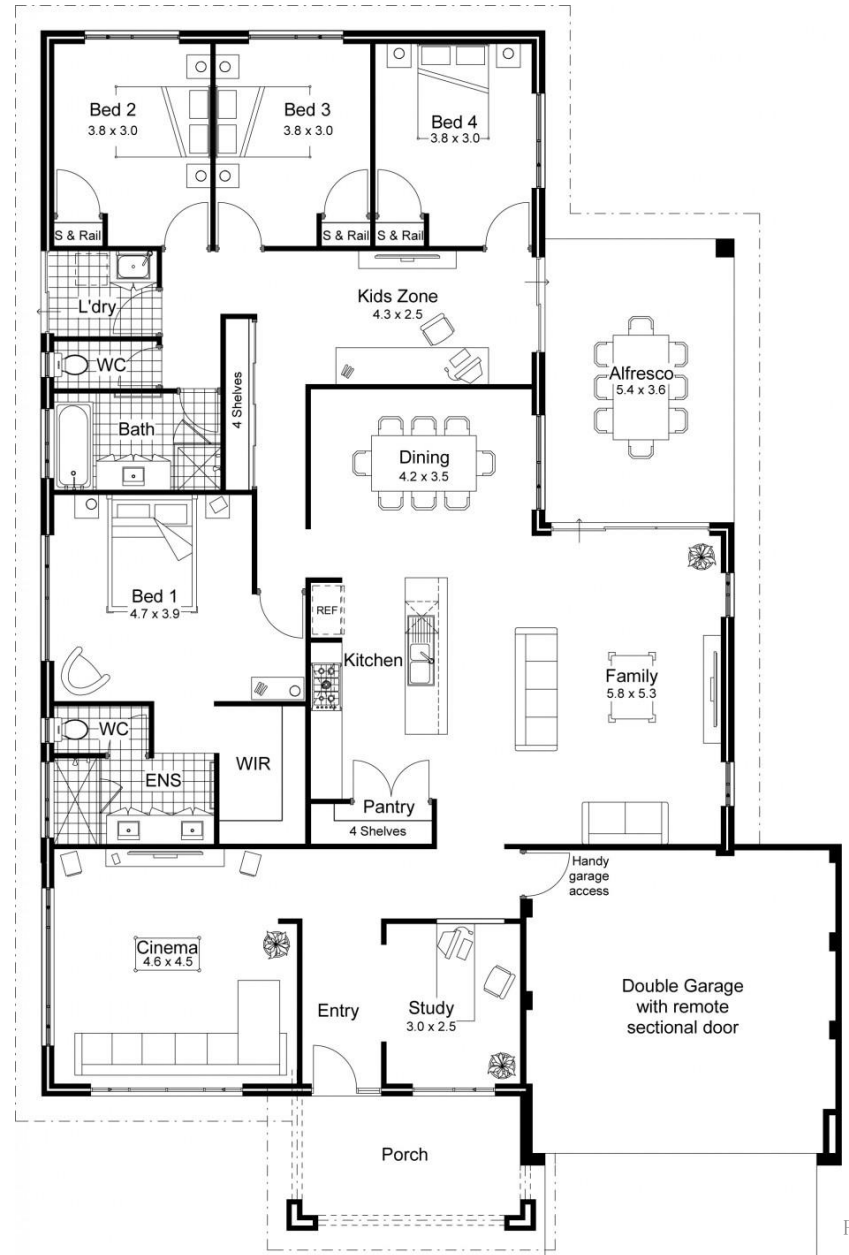 Bed 2
3.8 x 3.0
Bed 3
3.8 x 3.0
Bed 4
3.8 x 3.0
S & Rail
S & Rail
S & Rail
L'dry
Kids Zone
4.3 x 2.5
WC
4 Shelves
Bath
Alfresco
5.4 x 3.6
Dining
4.2 x 3.5
Bed 1
4.7 x 3.9
REF
Kitchen
Family
5.8 x 5.3
WC
ENS
WIR
Pantry
4 Shelves
Handy
garage
access
Cinema
4.6 x 4.5
Entry
Study
3.0 x 2.5
Double Garage
with remote
sectional door
Porch